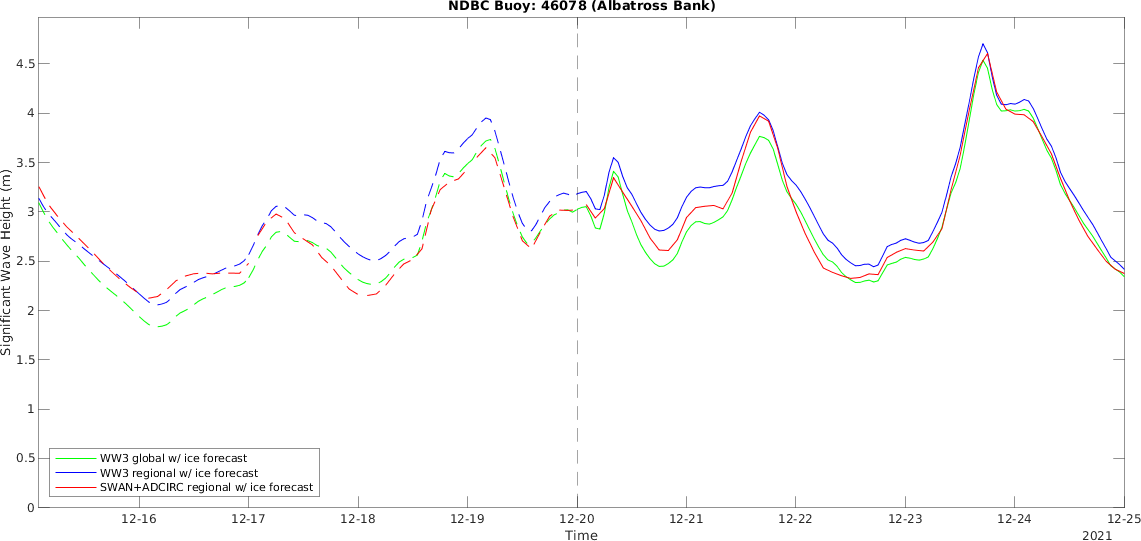 NDBC Buoy: 46078 (Albatross Bank)
Significant Wave Height (m)
4.5
4
3.5
3
2.5
2
1.5
1
0.5
0
WW3 global w/ ice forecast
WW3 regional w/ ice forecast
SWAN+ADCIRC regional w/ ice forecast
12-16 12-17 12-18 12-19 12-20 12-21 12-22 12-23 12-24 12-25
Time
2021